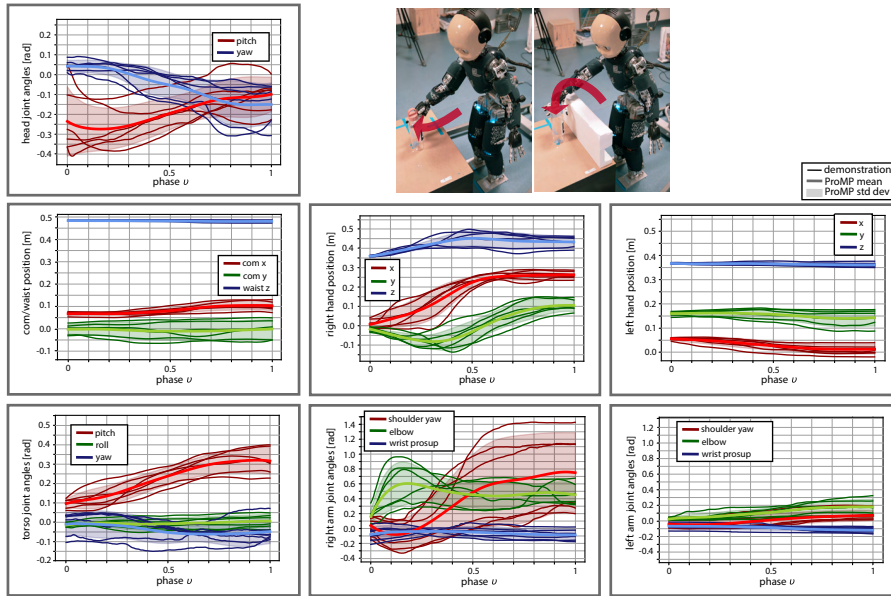 head joint angles [rad]
0.2
0.1
-0.0
-0.1
-0.2
-0.3
-0.4
pitch
yaw
0
0.5
1
phase υ
demonstration
ProMP mean
ProMP std dev
com/waist position [m]
0.5
0.4
0.3
0.2
0.1
0.0
-0.1
com x
com y
waist z
0
0.5
1
phase υ
right hand position [m]
0.5
0.4
0.3
0.2
0.1
-0.0
-0.1
x
y
z
0
0.5
1
phase υ
left hand position [m]
0.5
0.4
0.3
0.2
0.1
0.0
x
y
z
0
0.5
1
phase υ
torso joint angles [rad]
0.5
0.4
0.3
0.2
0.1
-0.0
-0.1
-0.2
pitch
roll
yaw
0
0.5
1
phase υ
right arm joint angles [rad]
1.4
1.2
1.0
0.8
0.6
0.4
0.2
0.0
-0.2
-0.4
shoulder yaw
elbow
wrist prosup
0
0.5
1
phase υ
left arm joint angles [rad]
1.2
1.0
0.8
0.6
0.4
0.2
-0.0
-0.2
-0.4
shoulder yaw
elbow
wrist prosup
0
0.5
1
phase υ